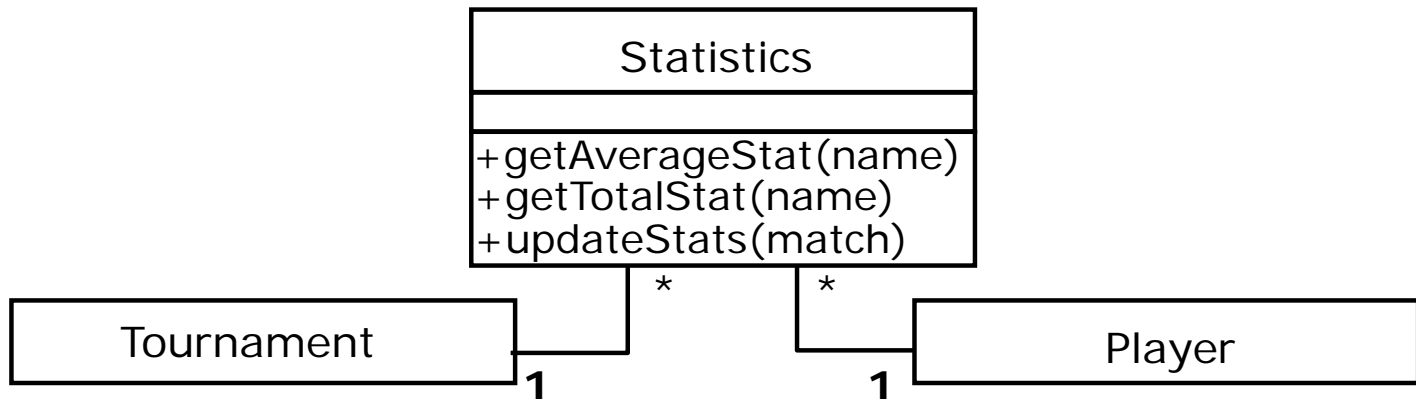 Statistics
+getAverageStat(name)
+getTotalStat(name)
+updateStats(match)
* *
Tournament Player
1 1